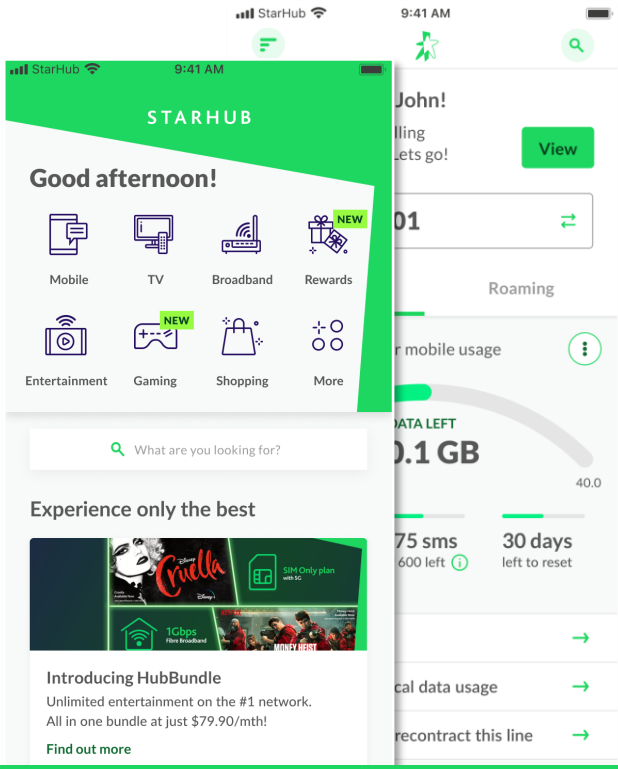 StarHub
9:41 AM
StarHub
9:41 AM
STARHUB
Good afternoon!
NEW
Mobile
TV
Broadband
Rewards
NEW
Entertainment
Gaming
Shopping
More
What are you looking for?
Experience only the best
Disney
Cruella
Disney+
SIM Only plan
with 5G
1Gbps
Fibre Broadband
MONEY HEIST
Introducing HubBundle
Unlimited entertainment on the #1 network.
All in one bundle at just $79.90/mth!
Find out more
John!
Lets go!
View
01
Roaming
mobile usage
DATA LEFT
0.1 GB
40.0
75 sms
600 left
30 days
left to reset
cal data usage
recontract this line